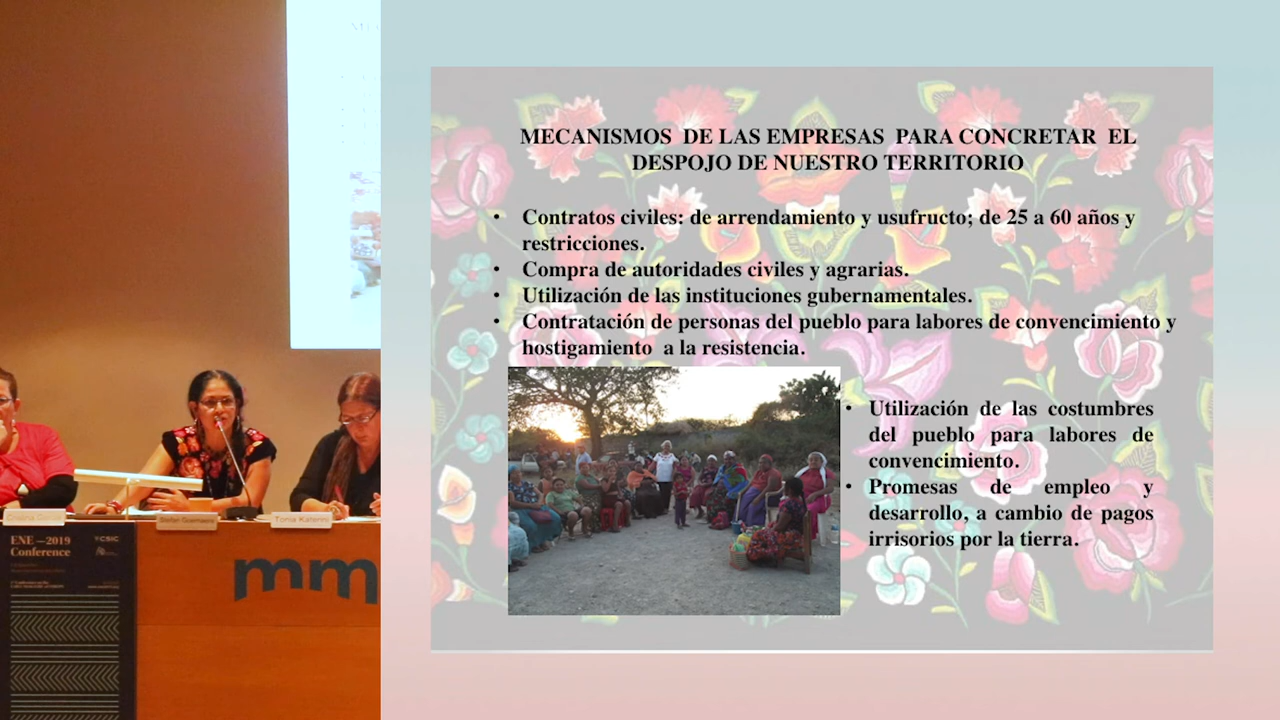 MECANISMOS DE LAS EMPRESAS PARA CONCRETAR EL
DESPOJO DE NUESTRO TERRITORIO
• Contratos civiles: de arrendamiento y usufructo; de 25 a 60 años y
restricciones.
• Compra de autoridades civiles y agrarias.
• Utilización de las instituciones gubernamentales.
• Contratación de personas del pueblo para labores de convencimiento y
hostigamiento a la resistencia.
• Utilización de las costumbres
del pueblo para labores de
convencimiento.
• Promesas de empleo y
desarrollo, a cambio de pagos
irrisorios por la tierra.
ENE —2019
Conference
CSIC
mm